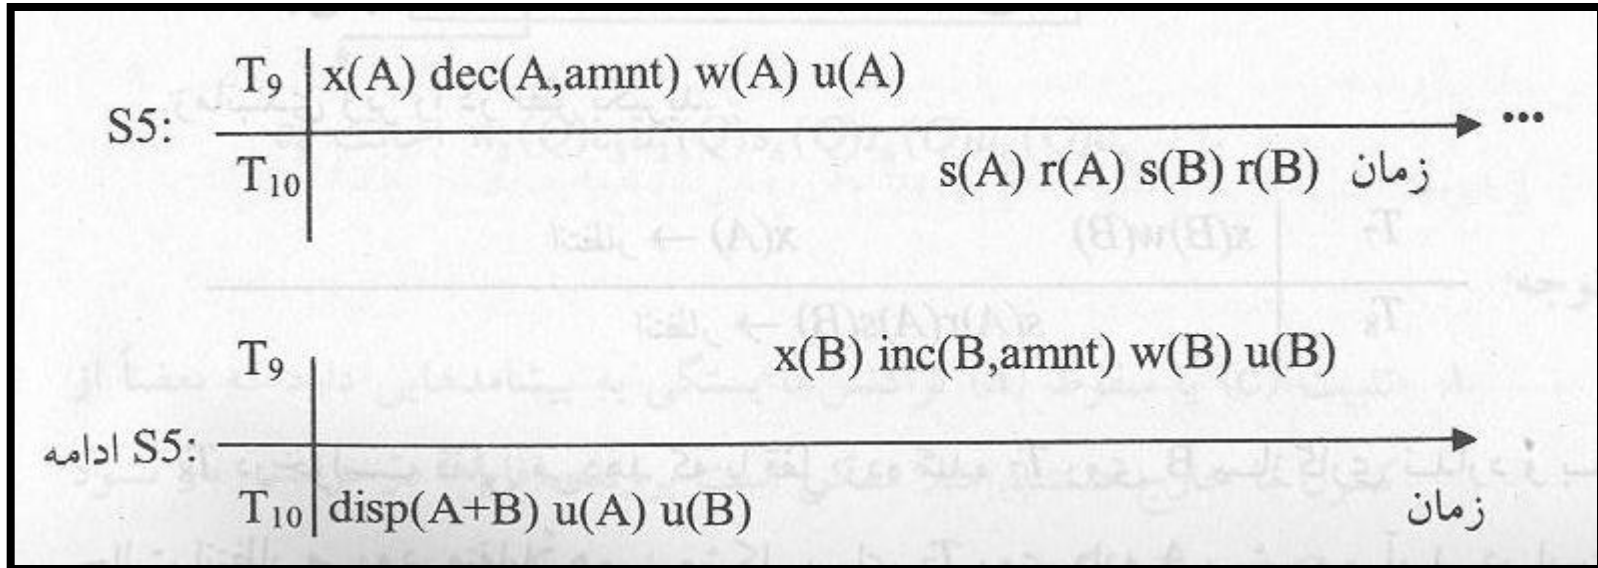 T9 x(A) dec(A,amnt) w(A) u(A)
S5: ...
T10 s(A) r(A) s(B) r(B) زمان
T9 x(B) inc(B,amnt) w(B) u(B)
ادامه S5:
T10 disp(A+B) u(A) u(B) زمان